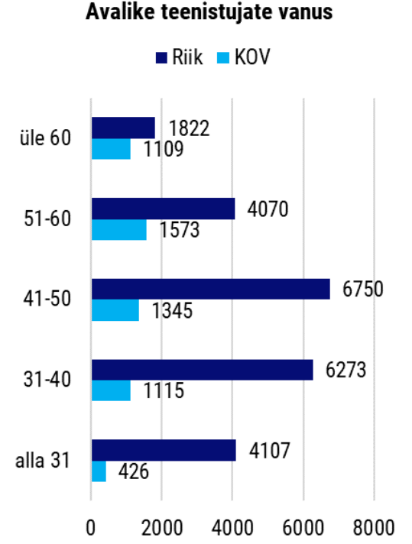 Avalike teenistujate vanus
Riik KOV
üle 60 1822
1109
51-60 4070
1573
41-50 6750
1345
31-40 6273
1115
alla 31 4107
426
0 2000 4000 6000 8000